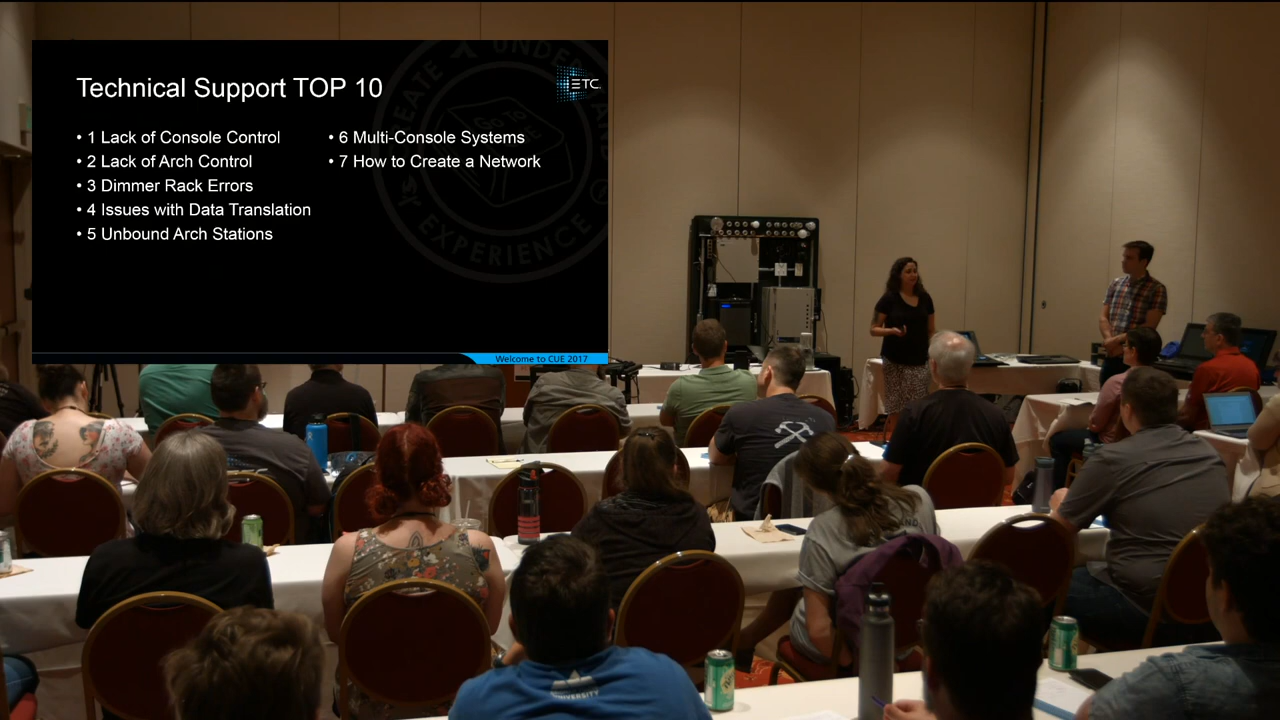 Technical Support TOP 10
ETC
• 1 Lack of Console Control
• 2 Lack of Arch Control
• 3 Dimmer Rack Errors
• 4 Issues with Data Translation
• 5 Unbound Arch Stations
• 6 Multi-Console Systems
• 7 How to Create a Network
EXPERIENCE
Welcome to CUE 2017